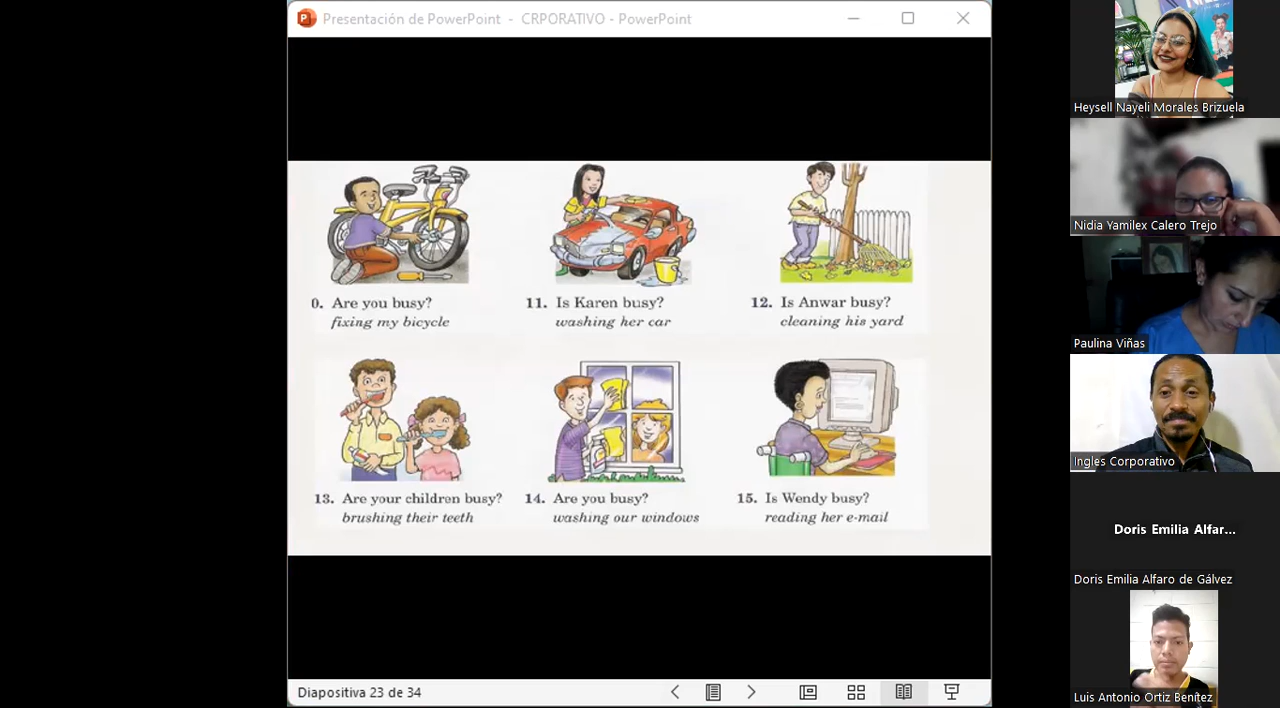 Presentación de PowerPoint - CRPORATIVO - PowerPoint
0. Are you busy?
fixing my bicycle
11. Is Karen busy?
washing her car
12. Is Anwar busy?
cleaning his yard
13. Are your children busy?
brushing their teeth
14. Are you busy?
washing our windows
15. Is Wendy busy?
reading her e-mail
Diapositiva 23 de 34
Heysell Nayeli Morales Brizuela
Nidia Yamilex Calero Trejo
Paulina Viñas
Ingles Corporativo
Doris Emilia Alfar...
Doris Emilia Alfaro de Gálvez
Luis Antonio Ortiz Benítez